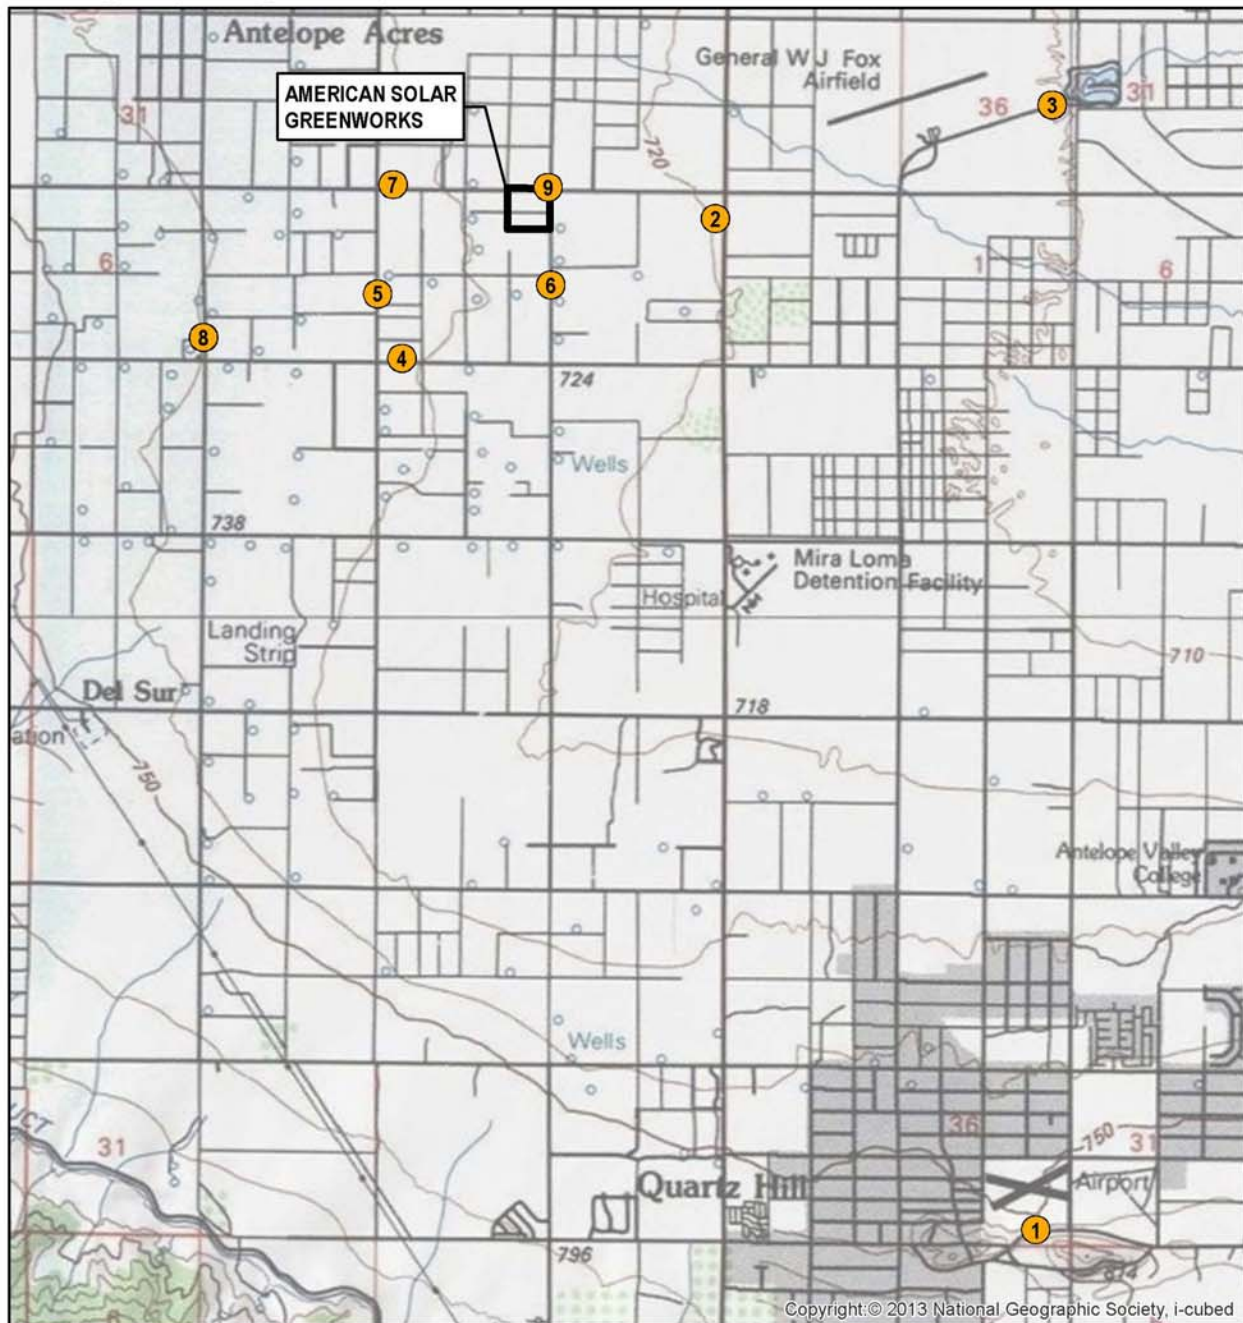 Antelope Acres
General W J Fox
Airfield
AMERICAN SOLAR
GREENWORKS
31
36
3
31
720
7
9
2
6
1
6
5
6
8
4
724
Wells
738
Mira Loma
Detention Facility
Hospital
Landing
Strip
710
Del Sur
718
ation
750
Antelope Valley
College
Wells
UCT
31
36
750
31
Quartz Hill
Airport
1
796
874
Copyright:© 2013 National Geographic Society, i-cubed